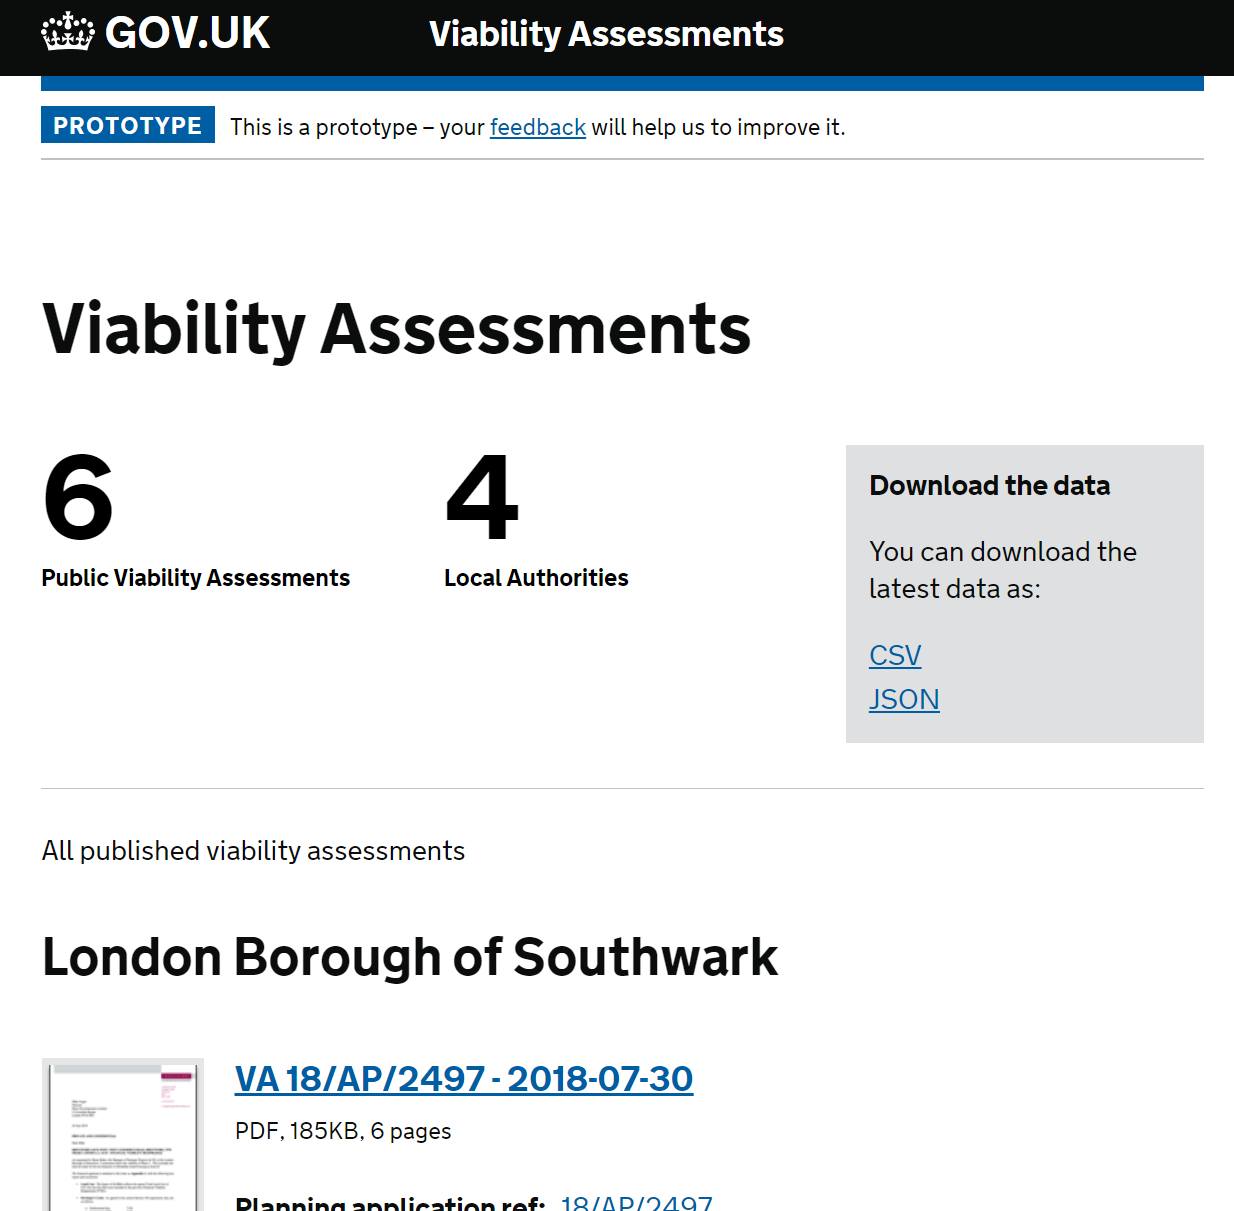 GOV.UK
Viability Assessments
PROTOTYPE
This is a prototype – your feedback will help us to improve it.
Viability Assessments
6
Public Viability Assessments
4
Local Authorities
Download the data
You can download the
latest data as:
CSV
JSON
All published viability assessments
London Borough of Southwark
VA 18/AP/2497 - 2018-07-30
PDF, 185KB, 6 pages
Planning application ref: 18/AP/2497